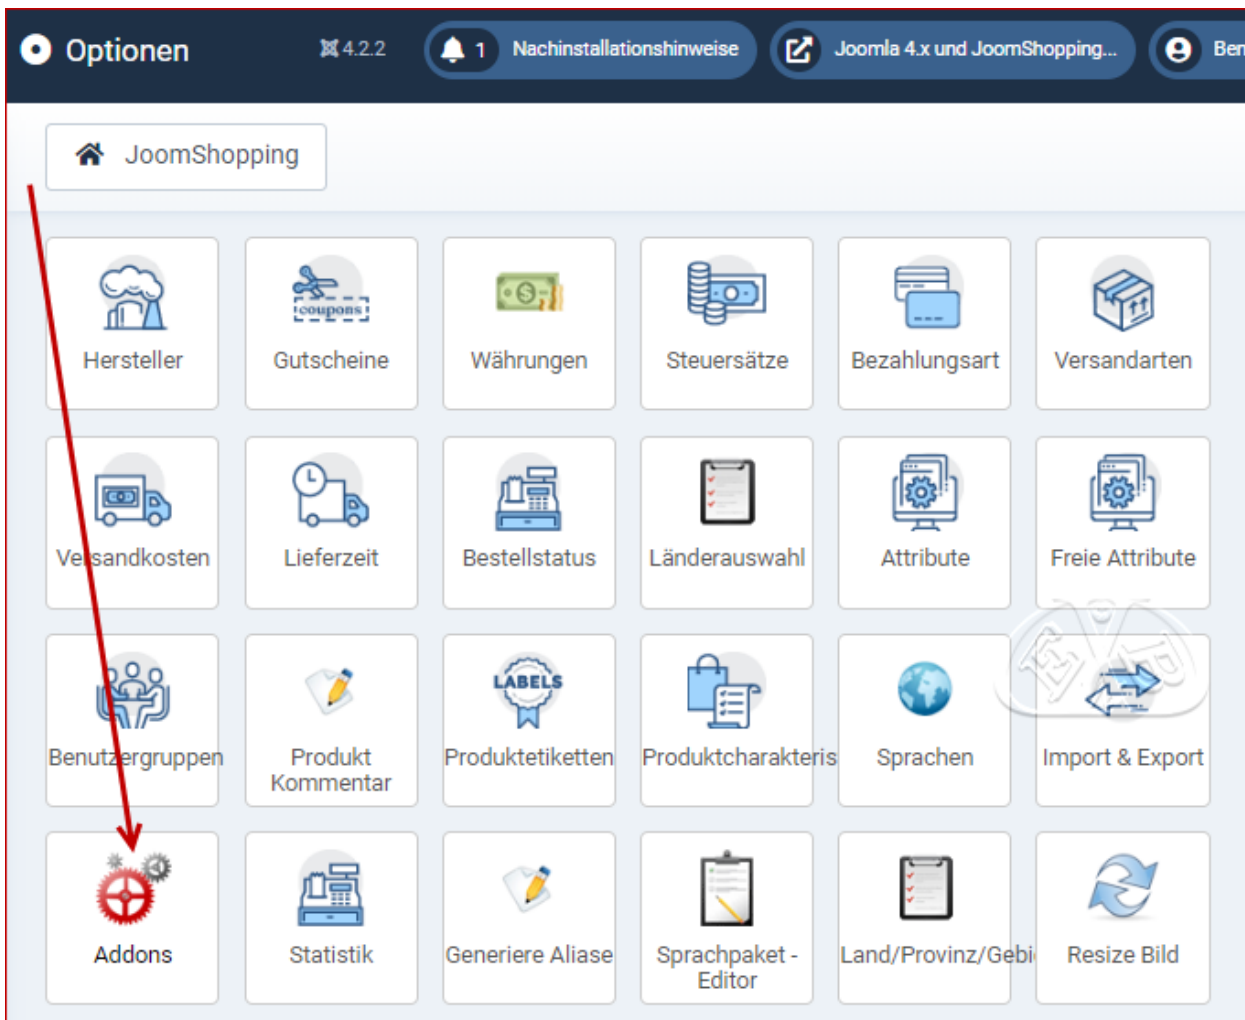 Optionen
4.2.2
1
Nachinstallationshinweise
Joomla 4.x und JoomShopping...
Ben
JoomShopping
coupons
Hersteller
Gutscheine
Währungen
Steuersätze
Bezahlungsart
Versandarten
Versandkosten
Lieferzeit
Bestellstatus
Länderauswahl
Attribute
Freie Attribute
LABELS
Benutzergruppen
Produkt
Kommentar
Produktetiketten
Produktcharakteris
Sprachen
Import & Export
Addons
Statistik
Generiere Aliase
Sprachpaket -
Editor
Land/Provinz/Gebi
Resize Bild